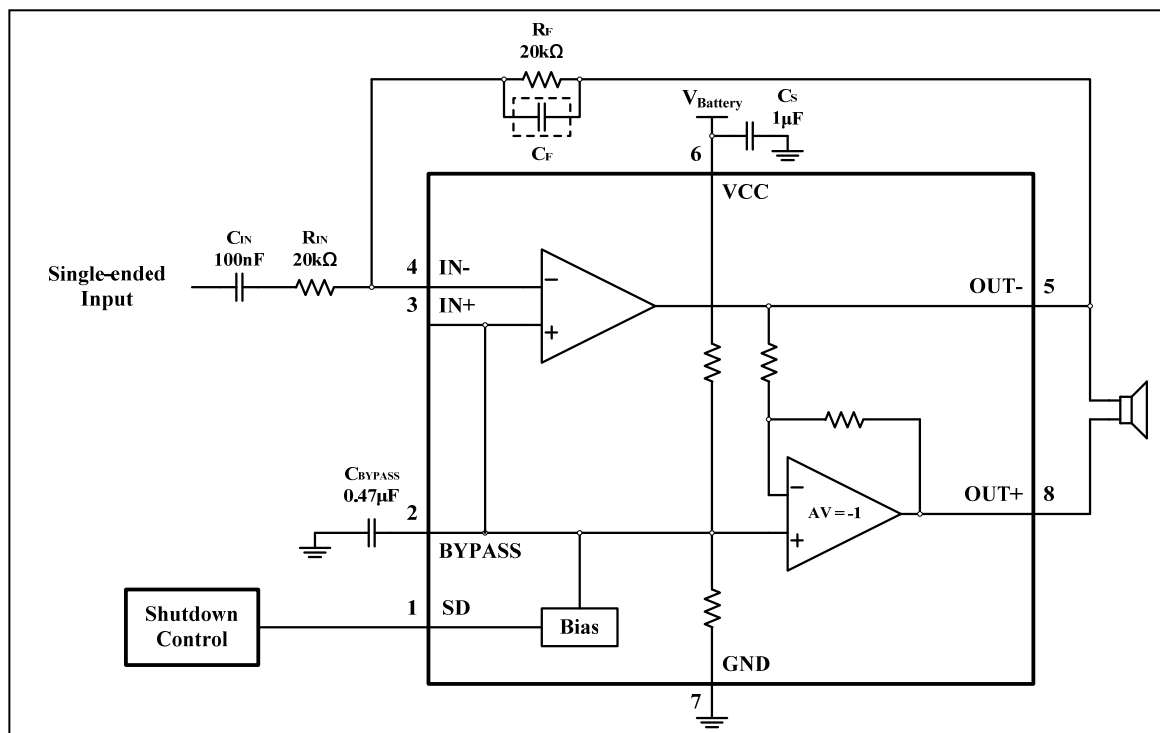 RF
20kΩ
VBattery
CS
1μF
CF
6
VCC
CIN
100nF
RIN
20kΩ
Single-ended
Input
4
IN-
3
IN+
−
+
OUT-
5
CBYPASS
0.47μF
2
BYPASS
−
AV = -1
+
OUT+
8
Shutdown
Control
1
SD
Bias
GND
7